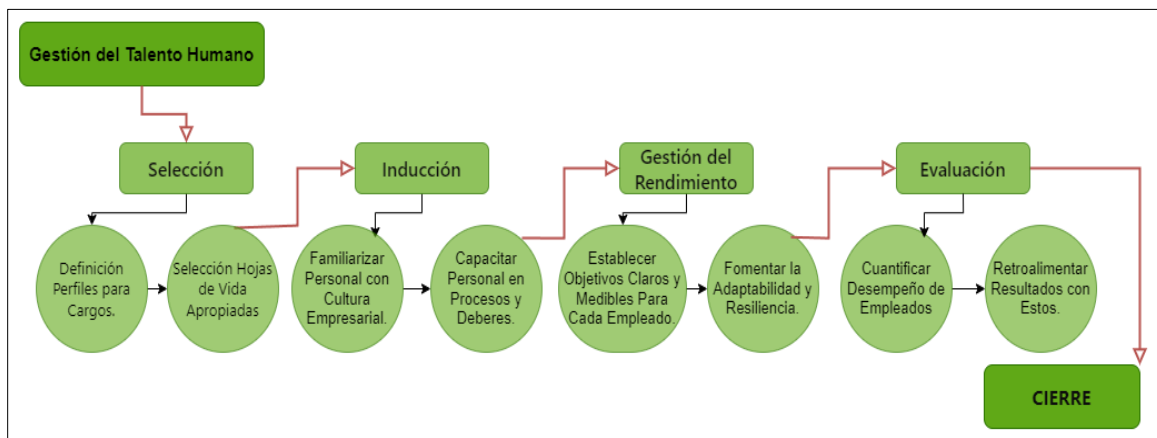 Gestión del Talento Humano
Selección
Inducción
Gestión del
Rendimiento
Evaluación
Definición
Perfiles para
Cargos.
Selección Hojas
de Vida
Apropiadas
Familiarizar
Personal con
Cultura
Empresarial.
Capacitar
Personal en
Procesos y
Deberes.
Establecer
Objetivos Claros y
Medibles Para
Cada Empleado.
Fomentar la
Adaptabilidad y
Resiliencia.
Cuantificar
Desempeño de
Empleados
Retroalimentar
Resultados con
Estos.
CIERRE